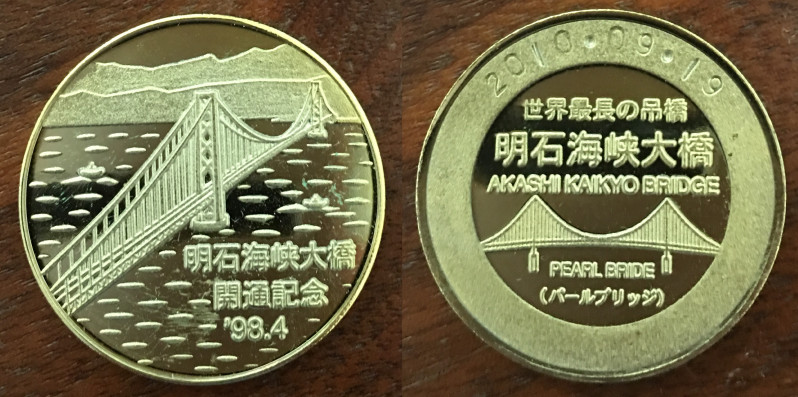 明石海峡大橋
開通記念
'98.4
2010・09・19
世界最長の吊橋
明石海峡大橋
AKASHI KAIKYO BRIDGE
PEARL BRIDE
(パールブリッジ)